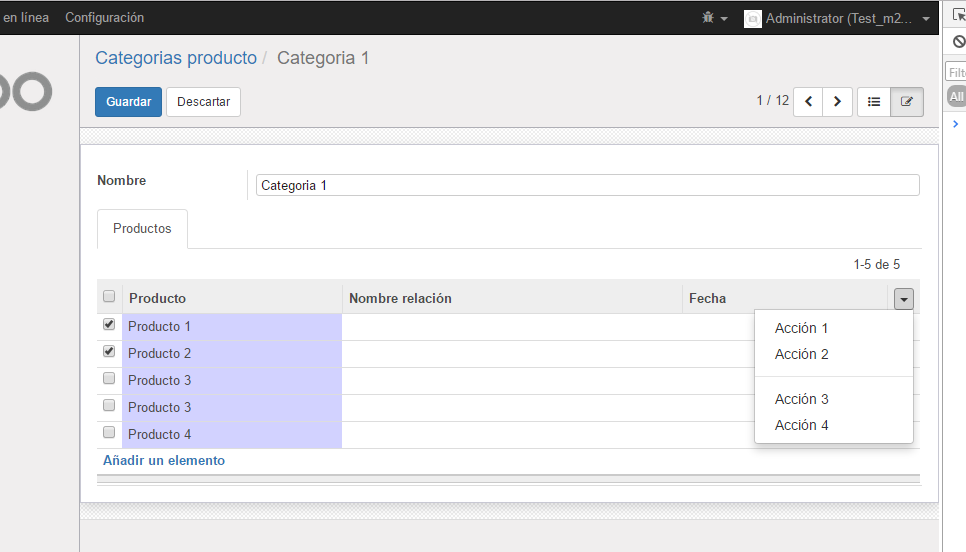 en línea Configuración Administrator (Test_m2...
Categorias producto / Categoria 1
Guardar Descartar 1 / 12
Filt
All
Nombre Categoria 1
Productos
1-5 de 5
Producto Nombre relación Fecha
Producto 1
Producto 2
Producto 3
Producto 3
Producto 4
Añadir un elemento
Acción 1
Acción 2
Acción 3
Acción 4